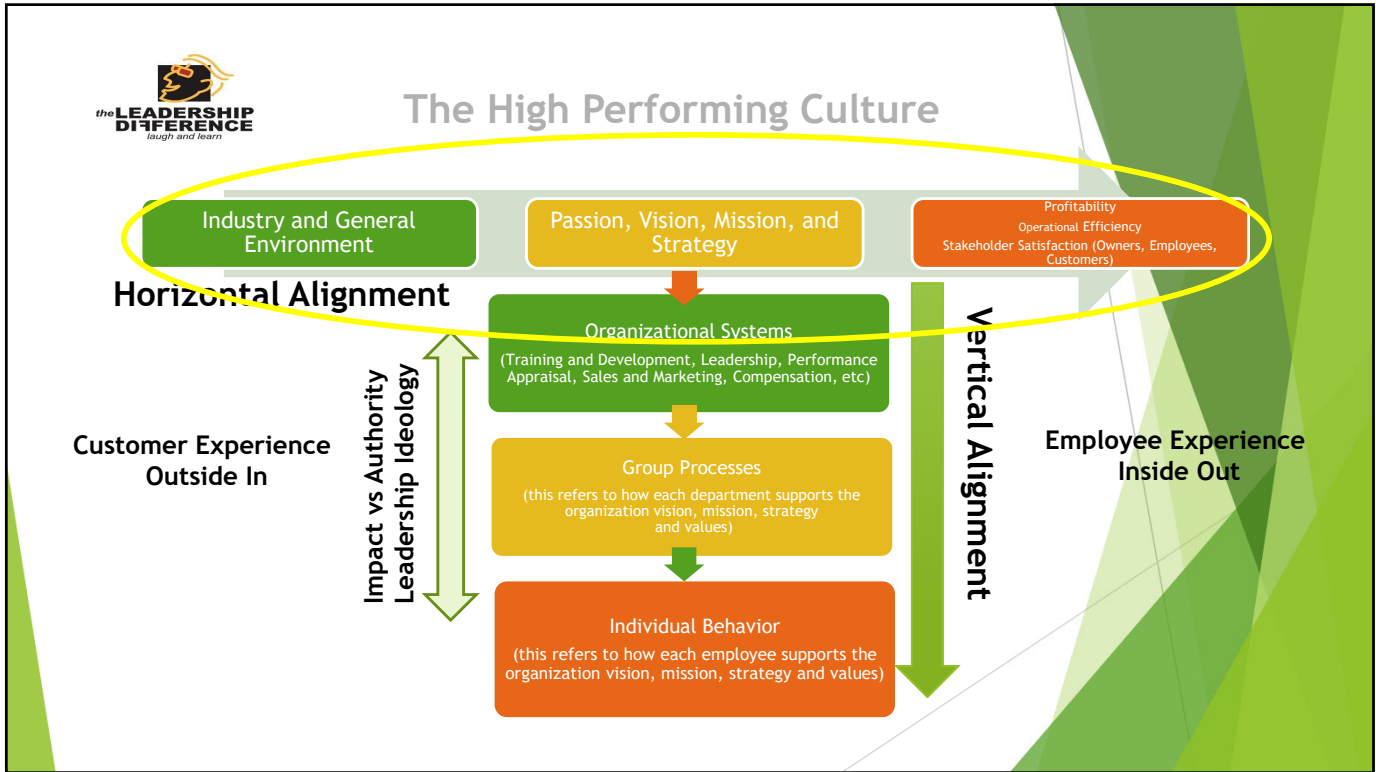 the LEADERSHIP
DIFFERENCE
laugh and learn
The High Performing Culture
Industry and General
Environment
Passion, Vision, Mission, and
Strategy
Profitability
Operational Efficiency
Stakeholder Satisfaction (Owners, Employees,
Customers)
Horizontal Alignment
Organizational Systems
(Training and Development, Leadership, Performance
Appraisal, Sales and Marketing, Compensation, etc)
Impact vs Authority
Leadership Ideology
Vertical Alignment
Customer Experience
Outside In
Group Processes
(this refers to how each department supports the
organization vision, mission, strategy
and values)
Employee Experience
Inside Out
Individual Behavior
(this refers to how each employee supports the
organization vision, mission, strategy and values)